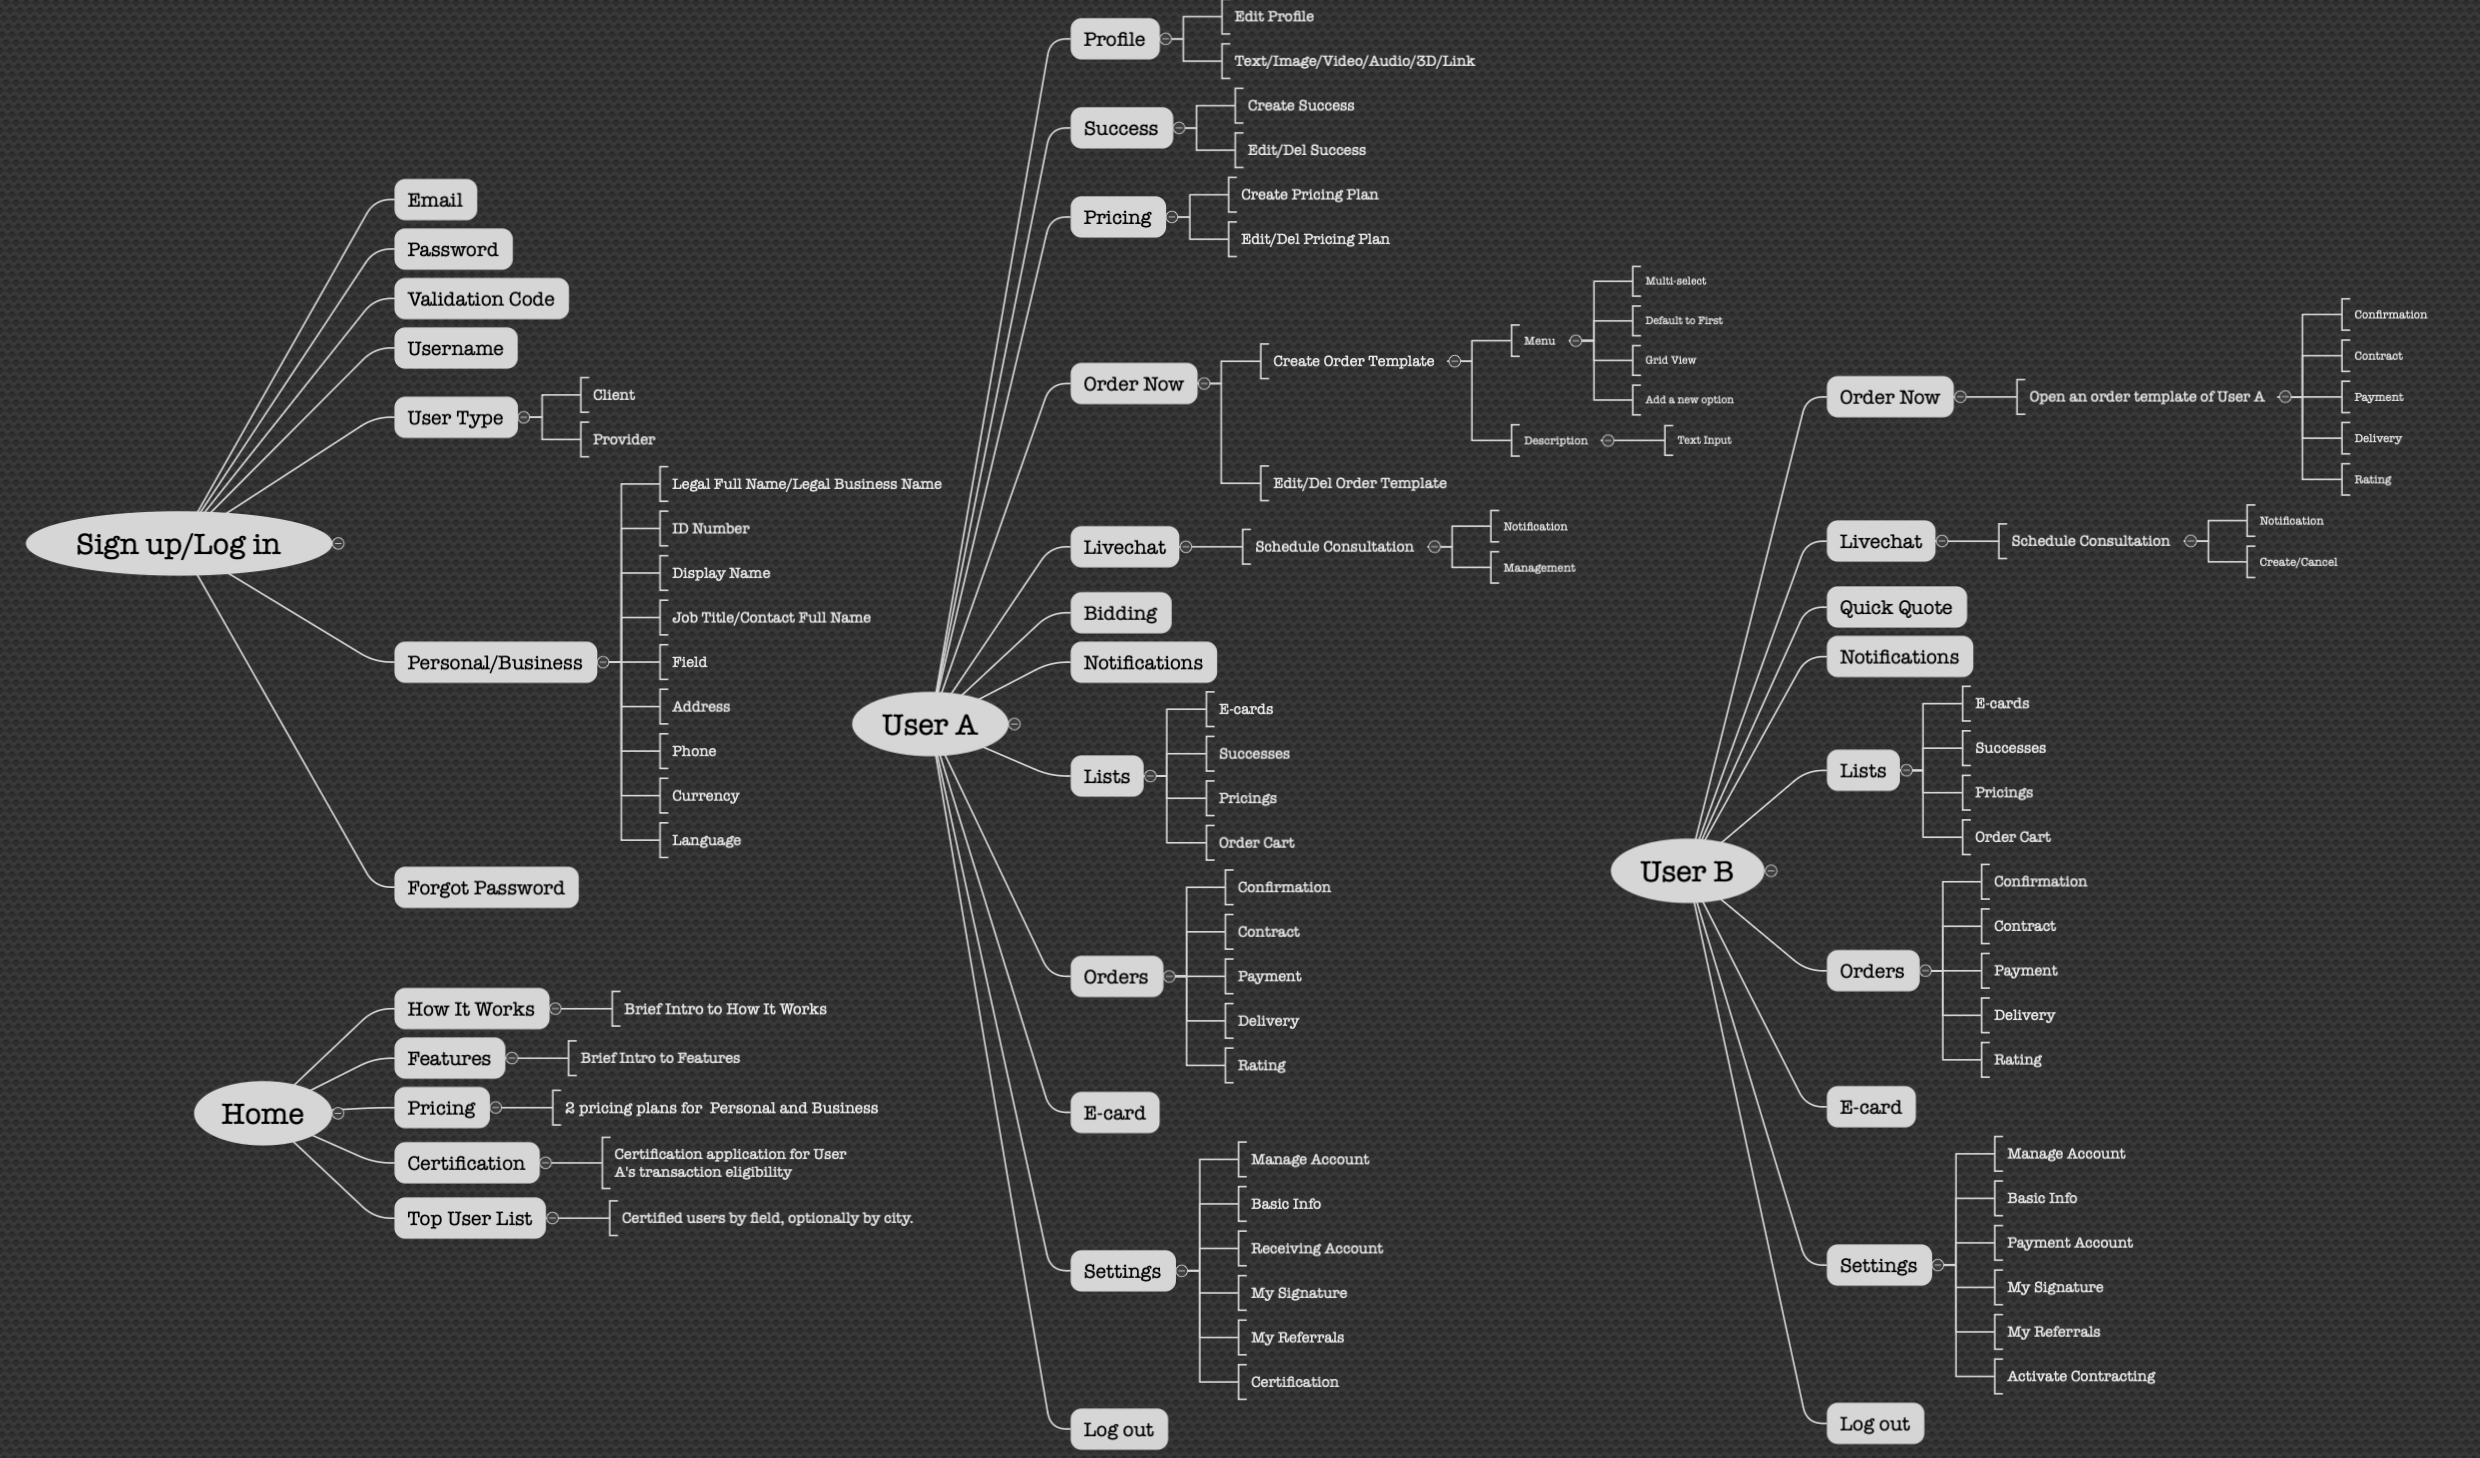 Sign up/Log in
Email
Password
Validation Code
Username
User Type
Client
Provider
Personal/Business
Legal Full Name/Legal Business Name
ID Number
Display Name
Job Title/Contact Full Name
Field
Address
Phone
Currency
Language
Forgot Password
Home
How It Works
Brief Intro to How It Works
Features
Brief Intro to Features
Pricing
2 pricing plans for  Personal and Business
Certification
Certification application for User
A's transaction eligibility
Top User List
Certified users by field, optionally by city.
User A
Profile
Edit Profile
Text/Image/Video/Audio/3D/Link
Success
Create Success
Edit/Del Success
Pricing
Create Pricing Plan
Edit/Del Pricing Plan
Order Now
Create Order Template
Menu
Multi-select
Default to First
Grid View
Add a new option
Description
Text Input
Edit/Del Order Template
Livechat
Schedule Consultation
Notification
Management
Bidding
Notifications
Lists
E-cards
Successes
Pricings
Order Cart
Orders
Confirmation
Contract
Payment
Delivery
Rating
E-card
Settings
Manage Account
Basic Info
Receiving Account
My Signature
My Referrals
Certification
Log out
User B
Order Now
Open an order template of User A
Confirmation
Contract
Payment
Delivery
Rating
Livechat
Schedule Consultation
Notification
Create/Cancel
Quick Quote
Notifications
Lists
E-cards
Successes
Pricings
Order Cart
Orders
Confirmation
Contract
Payment
Delivery
Rating
E-card
Settings
Manage Account
Basic Info
Payment Account
My Signature
My Referrals
Activate Contracting
Log out